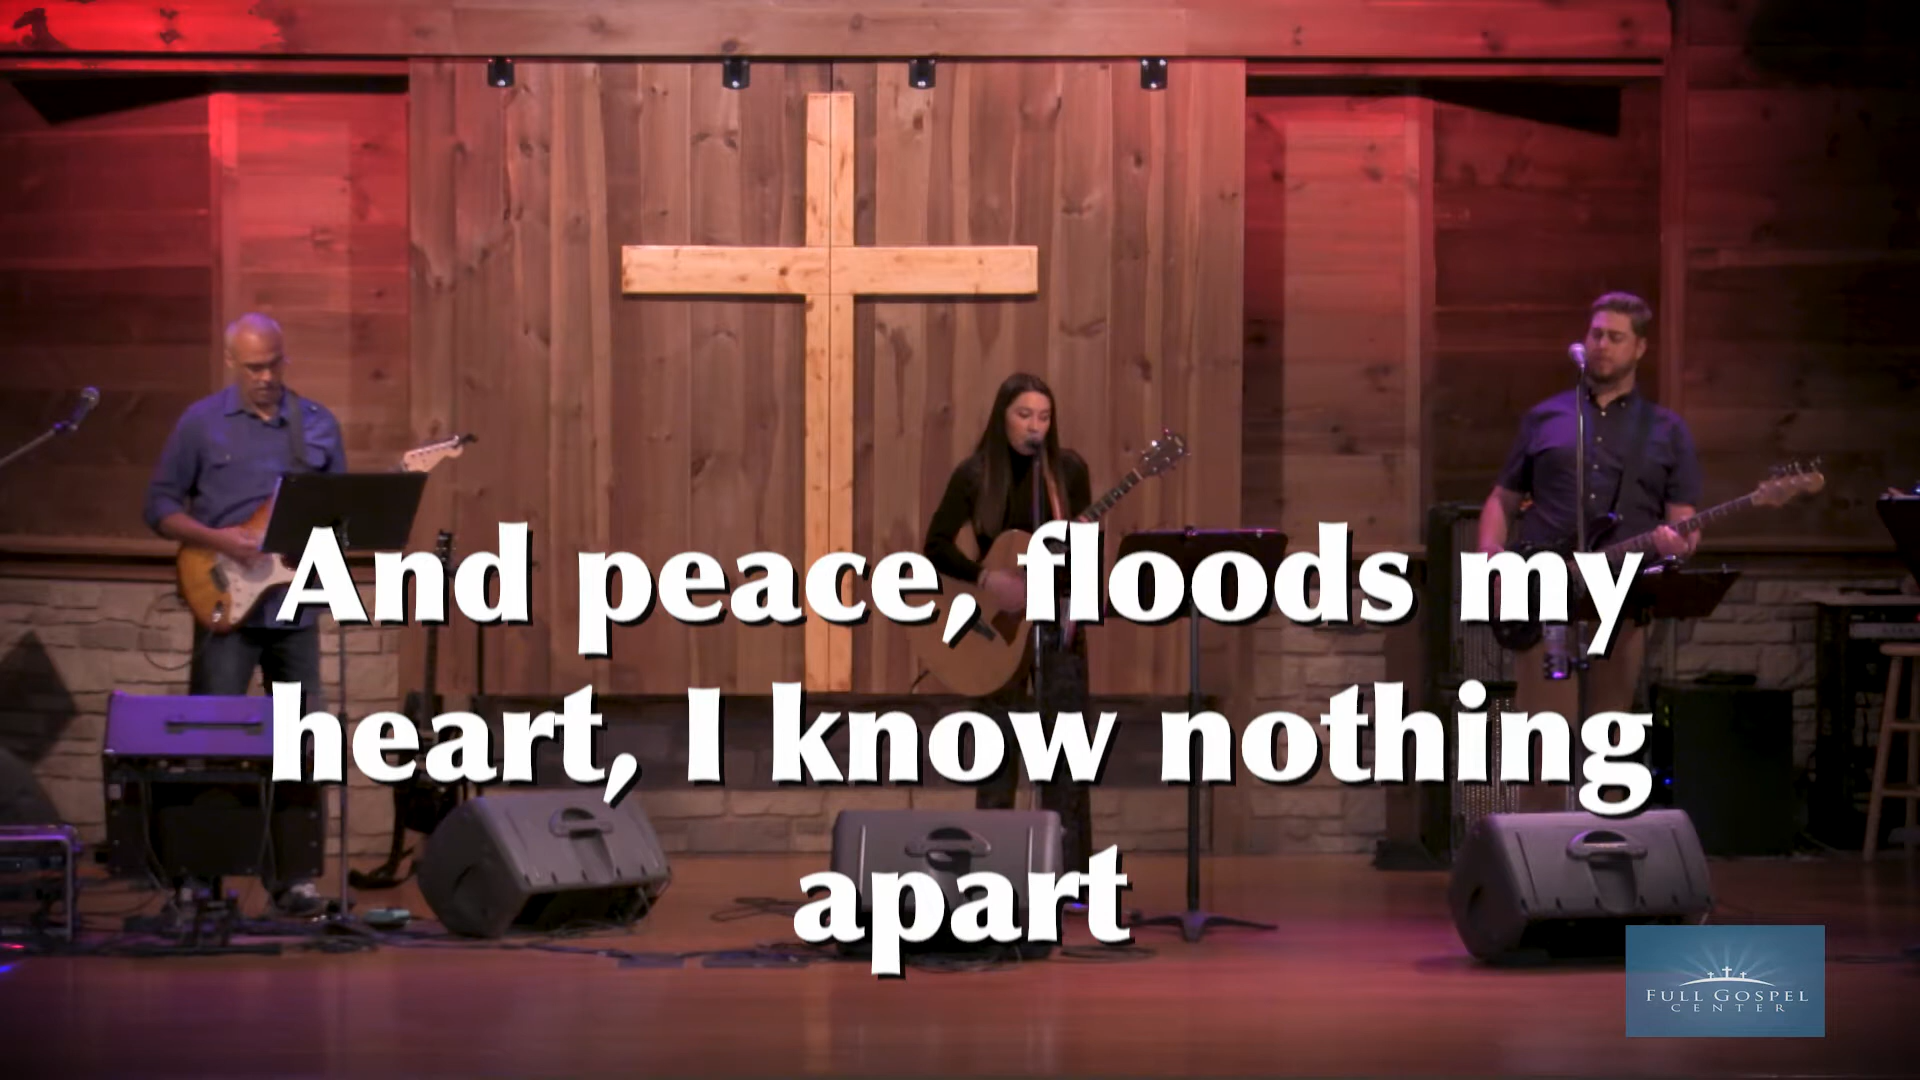 And peace, floods my
heart, I know nothing
apart
FULL GOSPEL
CENTER